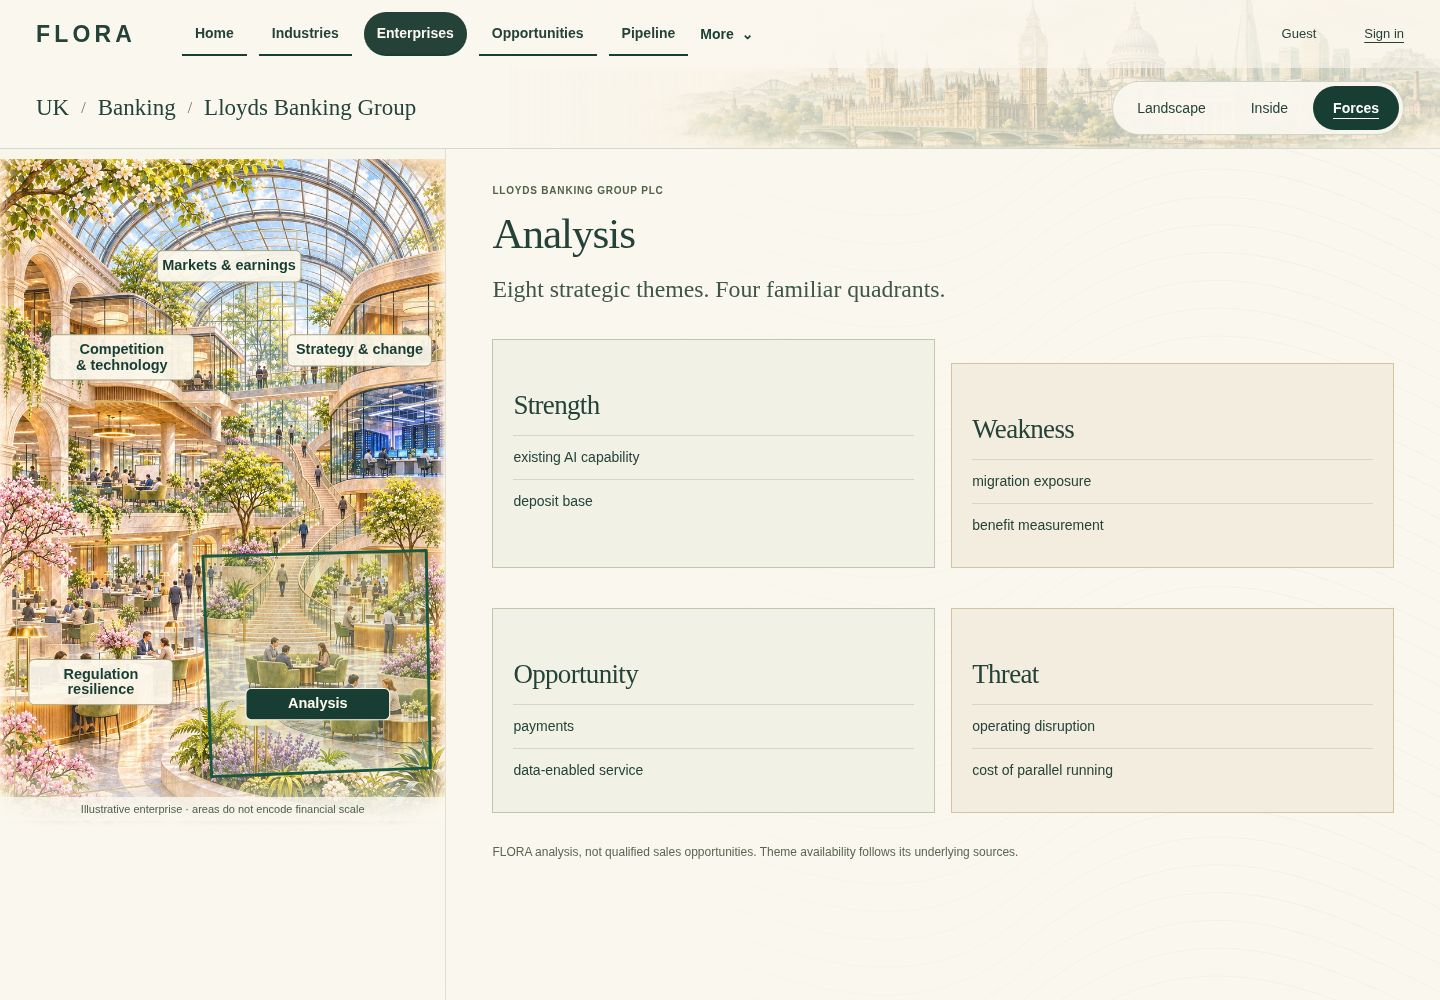 FLORA
Home
Industries
Enterprises
Opportunities
Pipeline
More
Guest
Sign in
UK / Banking / Lloyds Banking Group
Landscape
Inside
Forces
Markets & earnings
Competition
& technology
Strategy & change
Regulation
resilience
Analysis
Illustrative enterprise · areas do not encode financial scale
LLOYDS BANKING GROUP PLC
Analysis
Eight strategic themes. Four familiar quadrants.
Strength
existing AI capability
deposit base
Weakness
migration exposure
benefit measurement
Opportunity
payments
data-enabled service
Threat
operating disruption
cost of parallel running
FLORA analysis, not qualified sales opportunities. Theme availability follows its underlying sources.